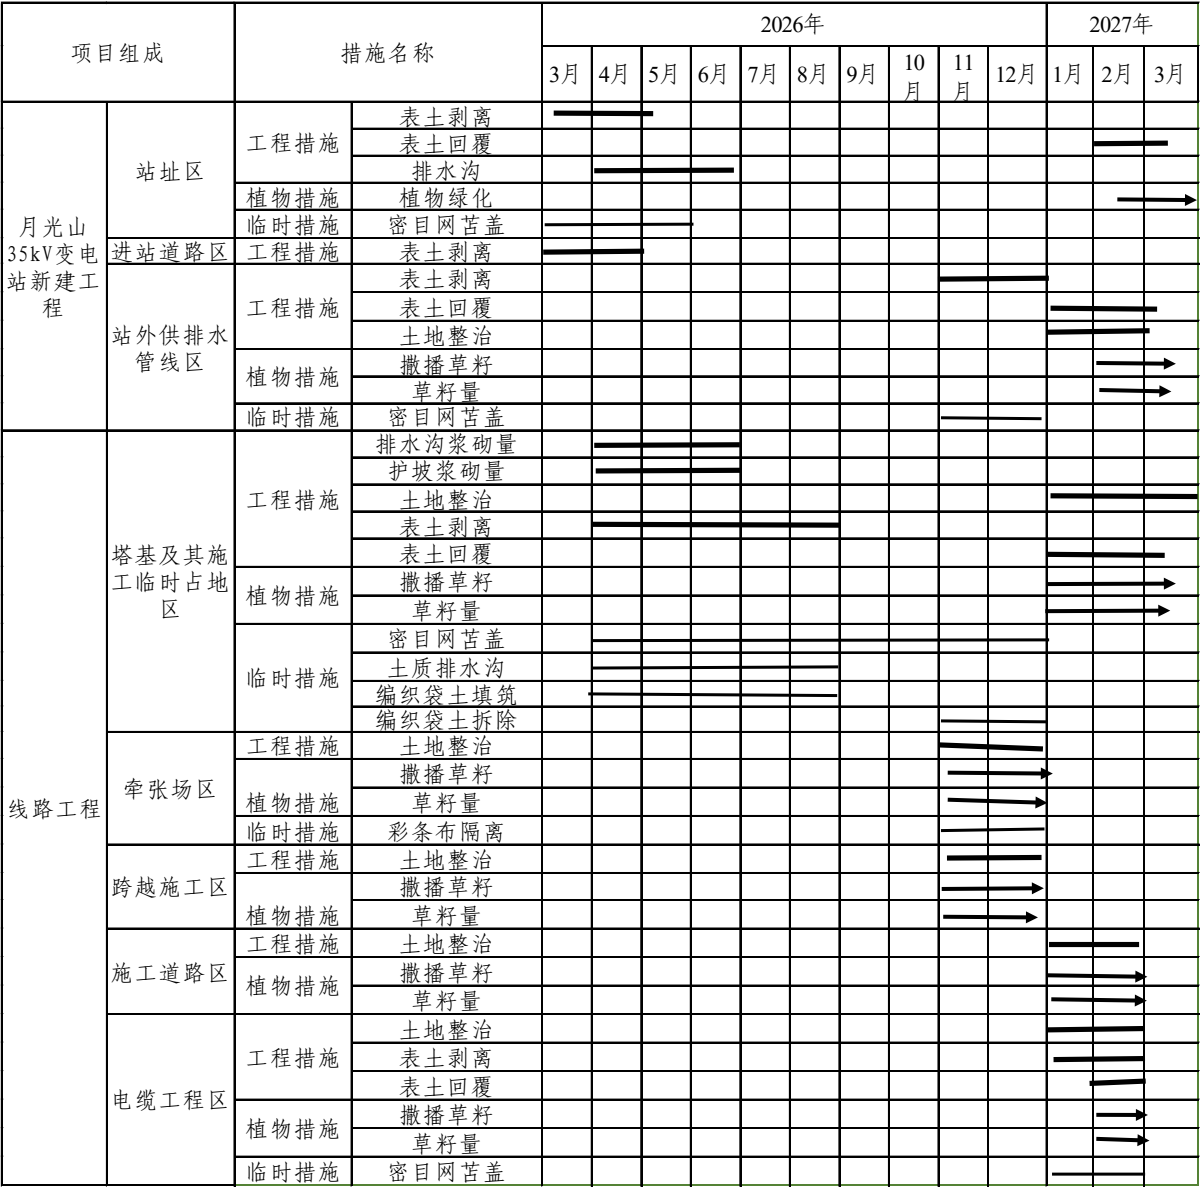 项目组成
措施名称
2026年
2027年
3月
4月
5月
6月
7月
8月
9月
10
月
11
月
12月
1月
2月
3月
月光山
35kV变电
站新建工
程
站址区
工程措施
表土剥离
表土回覆
排水沟
植物措施
植物绿化
临时措施
密目网苫盖
进站道路区
工程措施
表土剥离
站外供排水
管线区
工程措施
表土剥离
表土回覆
土地整治
植物措施
撒播草籽
草籽量
临时措施
密目网苫盖
线路工程
塔基及其施
工临时占地
区
工程措施
排水沟浆砌量
护坡浆砌量
土地整治
表土剥离
表土回覆
植物措施
撒播草籽
草籽量
临时措施
密目网苫盖
土质排水沟
编织袋土填筑
编织袋土拆除
牵张场区
工程措施
土地整治
植物措施
撒播草籽
草籽量
临时措施
彩条布隔离
跨越施工区
工程措施
土地整治
植物措施
撒播草籽
草籽量
施工道路区
工程措施
土地整治
植物措施
撒播草籽
草籽量
电缆工程区
工程措施
土地整治
表土剥离
表土回覆
植物措施
撒播草籽
草籽量
临时措施
密目网苫盖